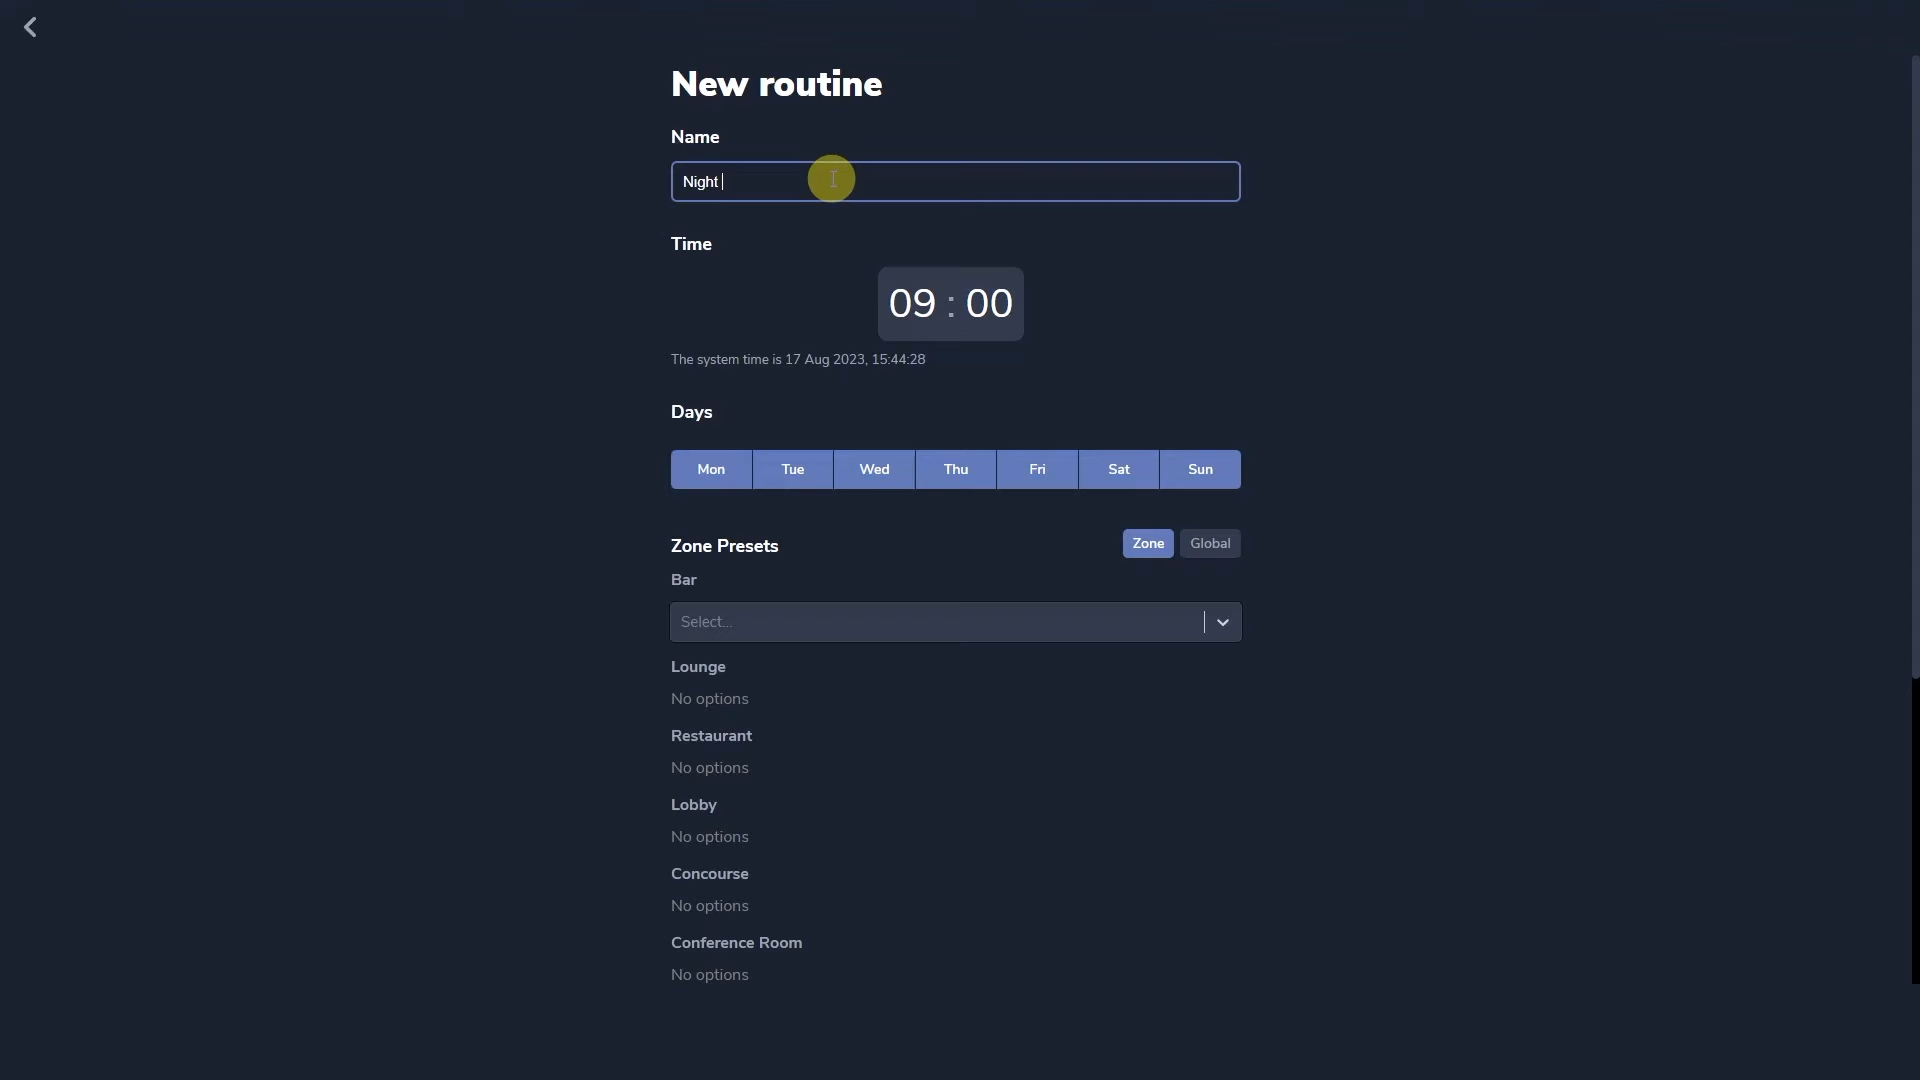 New routine
Name
Night
Time
09 : 00
The system time is 17 Aug 2023, 15:44:28
Days
Mon Tue Wed Thu Fri Sat Sun
Zone Presets Zone Global
Bar
Select...
Lounge
No options
Restaurant
No options
Lobby
No options
Concourse
No options
Conference Room
No options